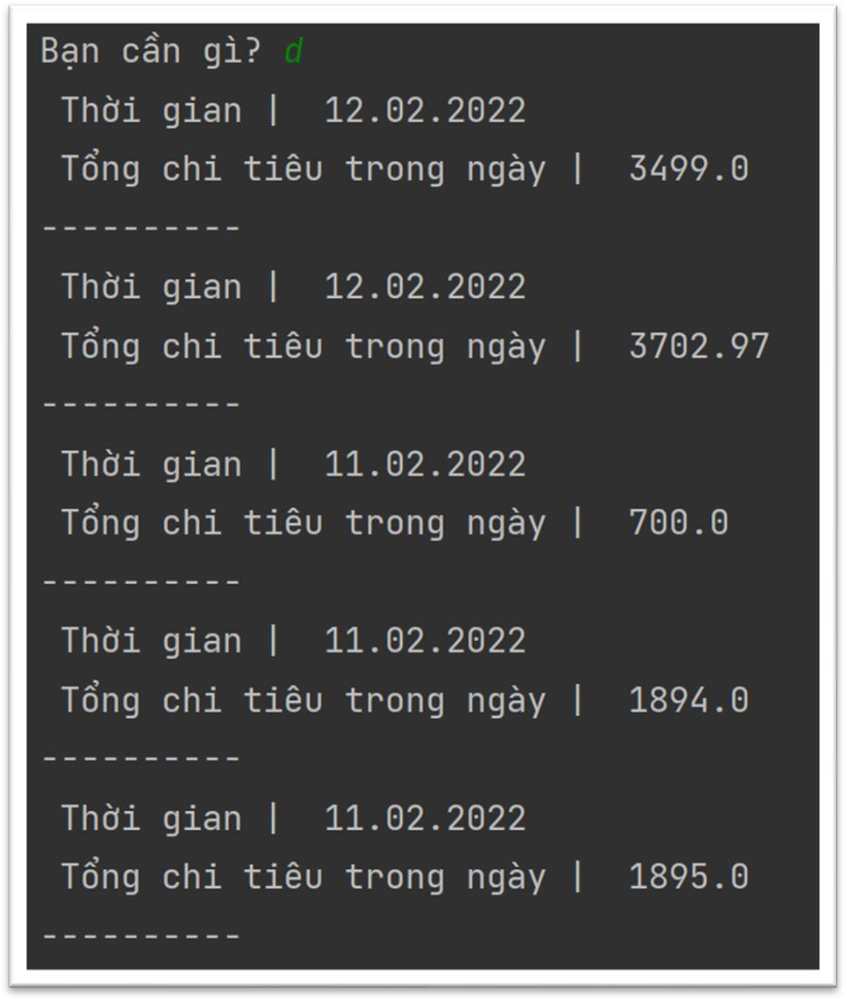 Bạn cần gì? d
Thời gian |  12.02.2022
Tổng chi tiêu trong ngày |  3499.0
----------
Thời gian |  12.02.2022
Tổng chi tiêu trong ngày |  3702.97
----------
Thời gian |  11.02.2022
Tổng chi tiêu trong ngày |  700.0
----------
Thời gian |  11.02.2022
Tổng chi tiêu trong ngày |  1894.0
----------
Thời gian |  11.02.2022
Tổng chi tiêu trong ngày |  1895.0
----------